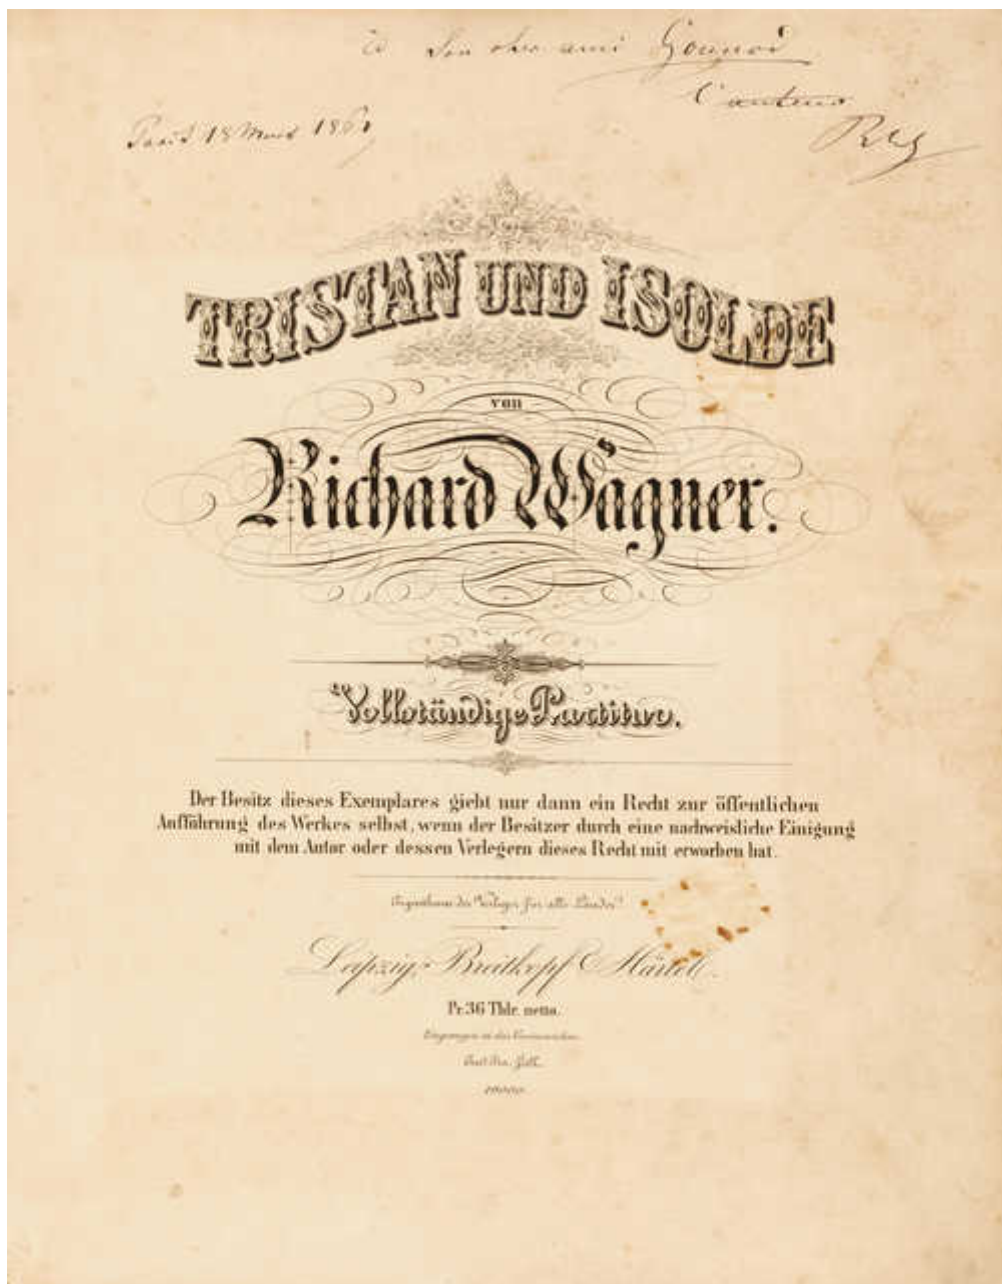 à son cher ami Gounod
L'auteur
Paris 18 Mars 186
TRISTAN UND ISOLDE
von
Richard Wagner.
Vollständige Partitur.
Der Besitz dieses Exemplares giebt nur dann ein Recht zur öffentlichen
Aufführung des Werkes selbst, wenn der Besitzer durch eine nachweisliche Einigung
mit dem Autor oder dessen Verlegern dieses Recht mit erworben hat.
Eigenthum der Verleger für alle Länder.
Leipzig, Breitkopf & Härtel.
Pr. 36 Thlr. netto.